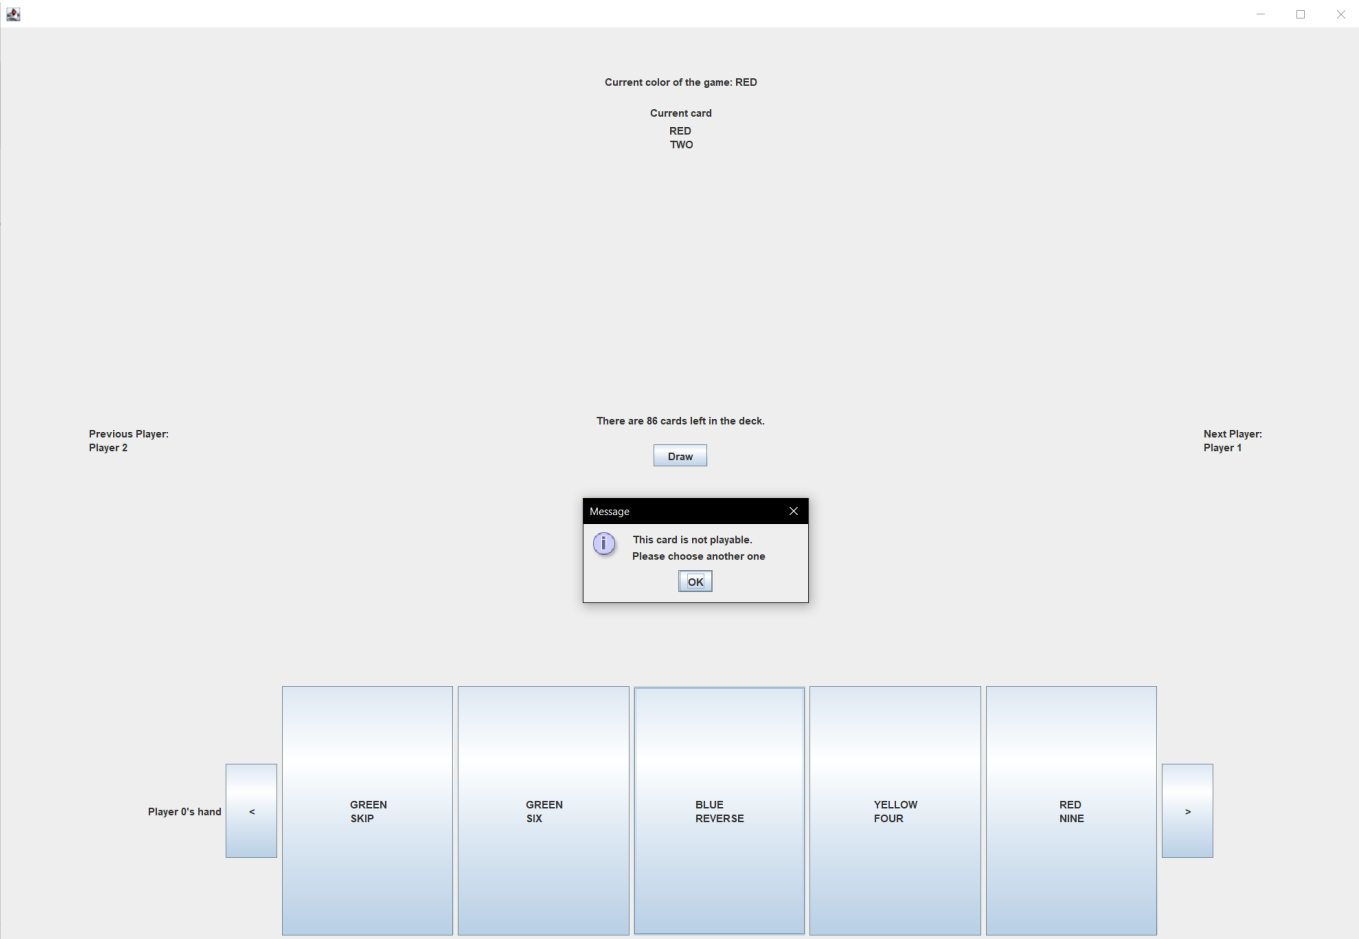 Current color of the game: RED
Current card
RED
TWO
There are 86 cards left in the deck.
Previous Player:
Player 2
Next Player:
Player 1
Draw
Message
This card is not playable.
Please choose another one
OK
Player 0's hand
<
GREEN
SKIP
GREEN
SIX
BLUE
REVERSE
YELLOW
FOUR
RED
NINE
>